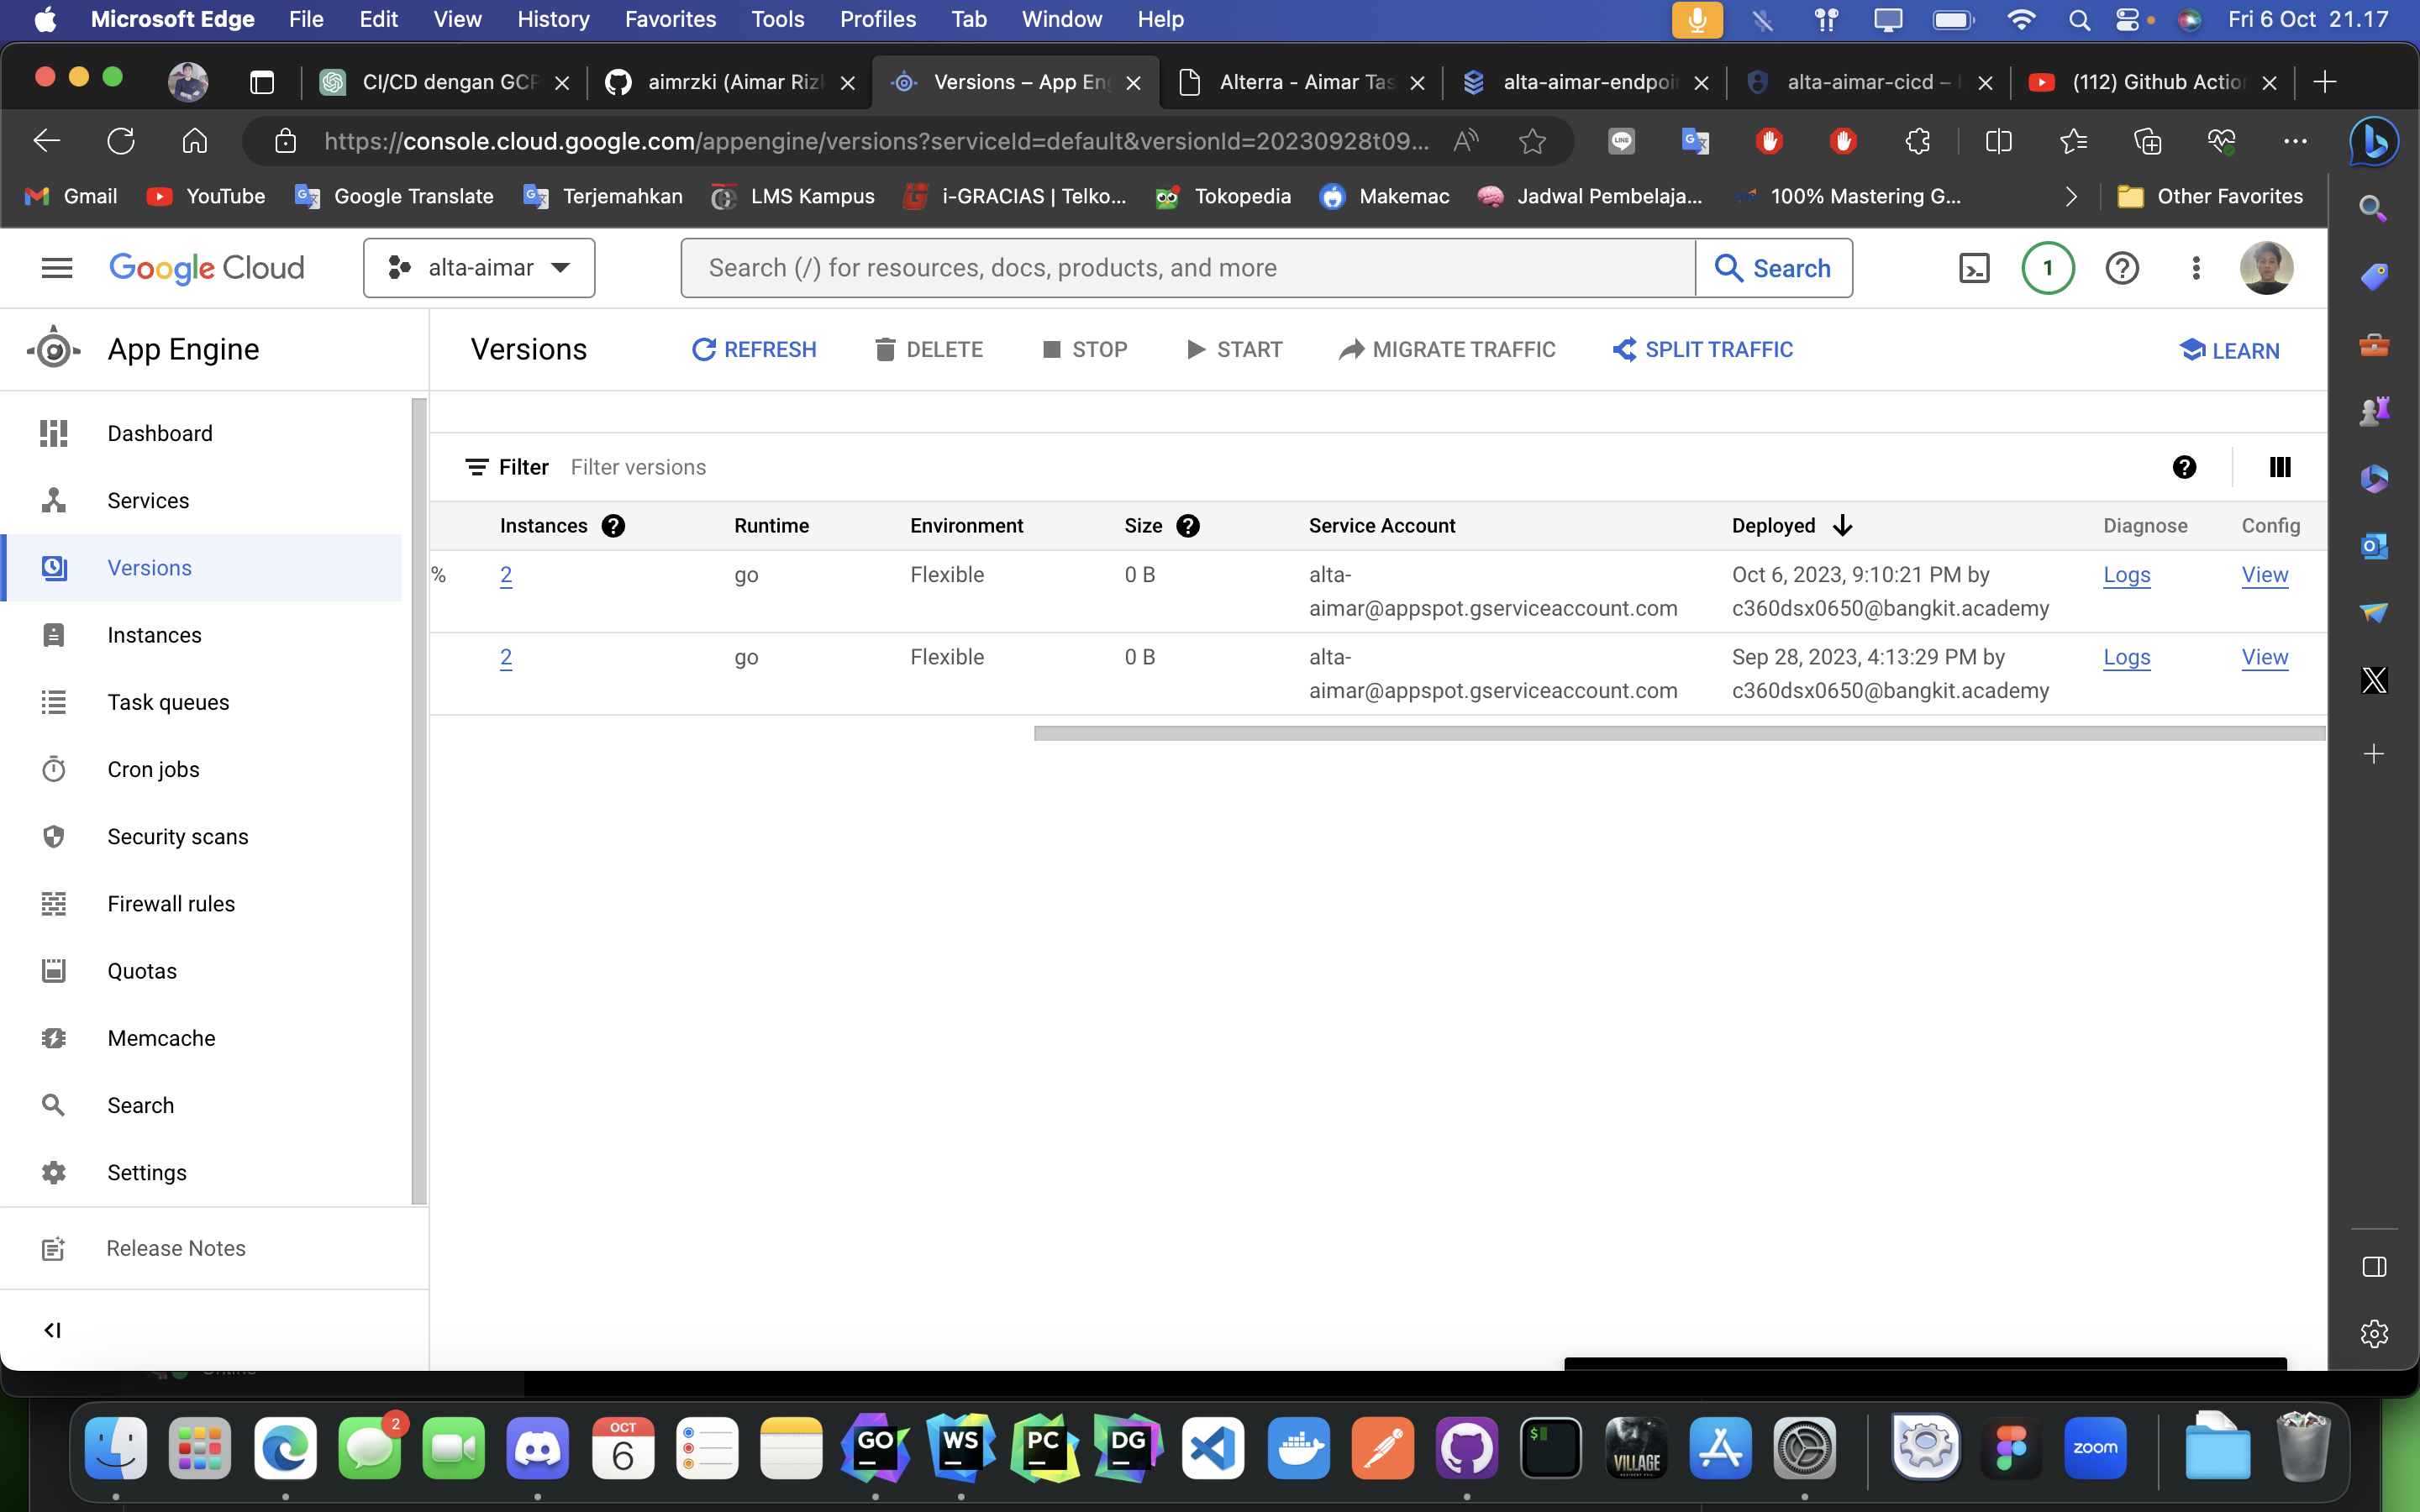 Microsoft Edge File Edit View History Favorites Tools Profiles Tab Window Help Fri 6 Oct 21.17
CI/CD dengan GCP aimrzki (Aimar Rizk Versions – App Eng Alterra - Aimar Tas alta-aimar-endpoi alta-aimar-cicd – (112) Github Actio
https://console.cloud.google.com/appengine/versions?serviceId=default&versionId=20230928t09...
Gmail YouTube Google Translate Terjemahkan LMS Kampus i-GRACIAS | Telko... Tokopedia Makemac Jadwal Pembelaja... 100% Mastering G... Other Favorites
Google Cloud alta-aimar Search (/) for resources, docs, products, and more Search 1
App Engine Versions REFRESH DELETE STOP START MIGRATE TRAFFIC SPLIT TRAFFIC LEARN
Dashboard
Services
Versions
Instances
Task queues
Cron jobs
Security scans
Firewall rules
Quotas
Memcache
Search
Settings
Release Notes
Filter Filter versions
Instances Runtime Environment Size Service Account Deployed Diagnose Config
% 2 go Flexible 0 B alta- Oct 6, 2023, 9:10:21 PM by Logs View
aimar@appspot.gserviceaccount.com c360dsx0650@bangkit.academy
2 go Flexible 0 B alta- Sep 28, 2023, 4:13:29 PM by Logs View
aimar@appspot.gserviceaccount.com c360dsx0650@bangkit.academy
2 OCT
6 GO WS PC DG VILLAGE zoom